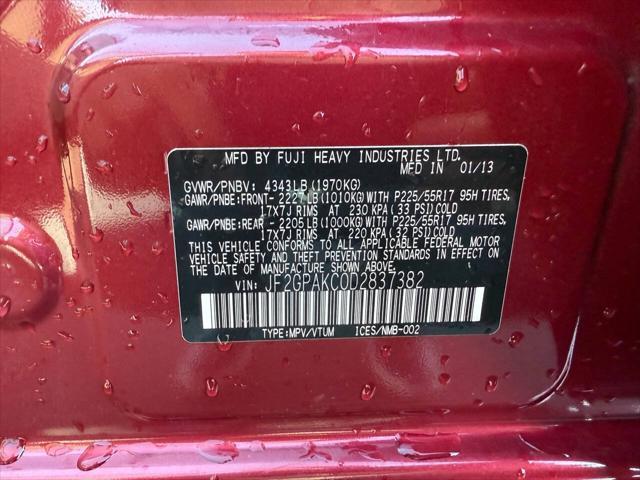 MFD BY FUJI HEAVY INDUSTRIES LTD.
MFD IN 01/13
GVWR/PNBV: 4343LB(1970KG)
GAWR/PNBE:FRONT-2227LB(1010KG)WITH P225/55R17 95H TIRES,
17X7J RIMS AT 230 KPA(33 PSI)COLD
GAWR/PNBE:REAR - 2205LB(1000KG)WITH P225/55R17 95H TIRES,
17X7J RIMS AT 220 KPA(32 PSI)COLD
THIS VEHICLE CONFORMS TO ALL APPLICABLE FEDERAL MOTOR
VEHICLE SAFETY AND THEFT PREVENTION STANDARDS IN EFFECT ON
THE DATE OF MANUFACTURE SHOWN ABOVE.
VIN: JF2GPAKC0D2837382
TYPE:MPV/VTUM ICES/NMB-002